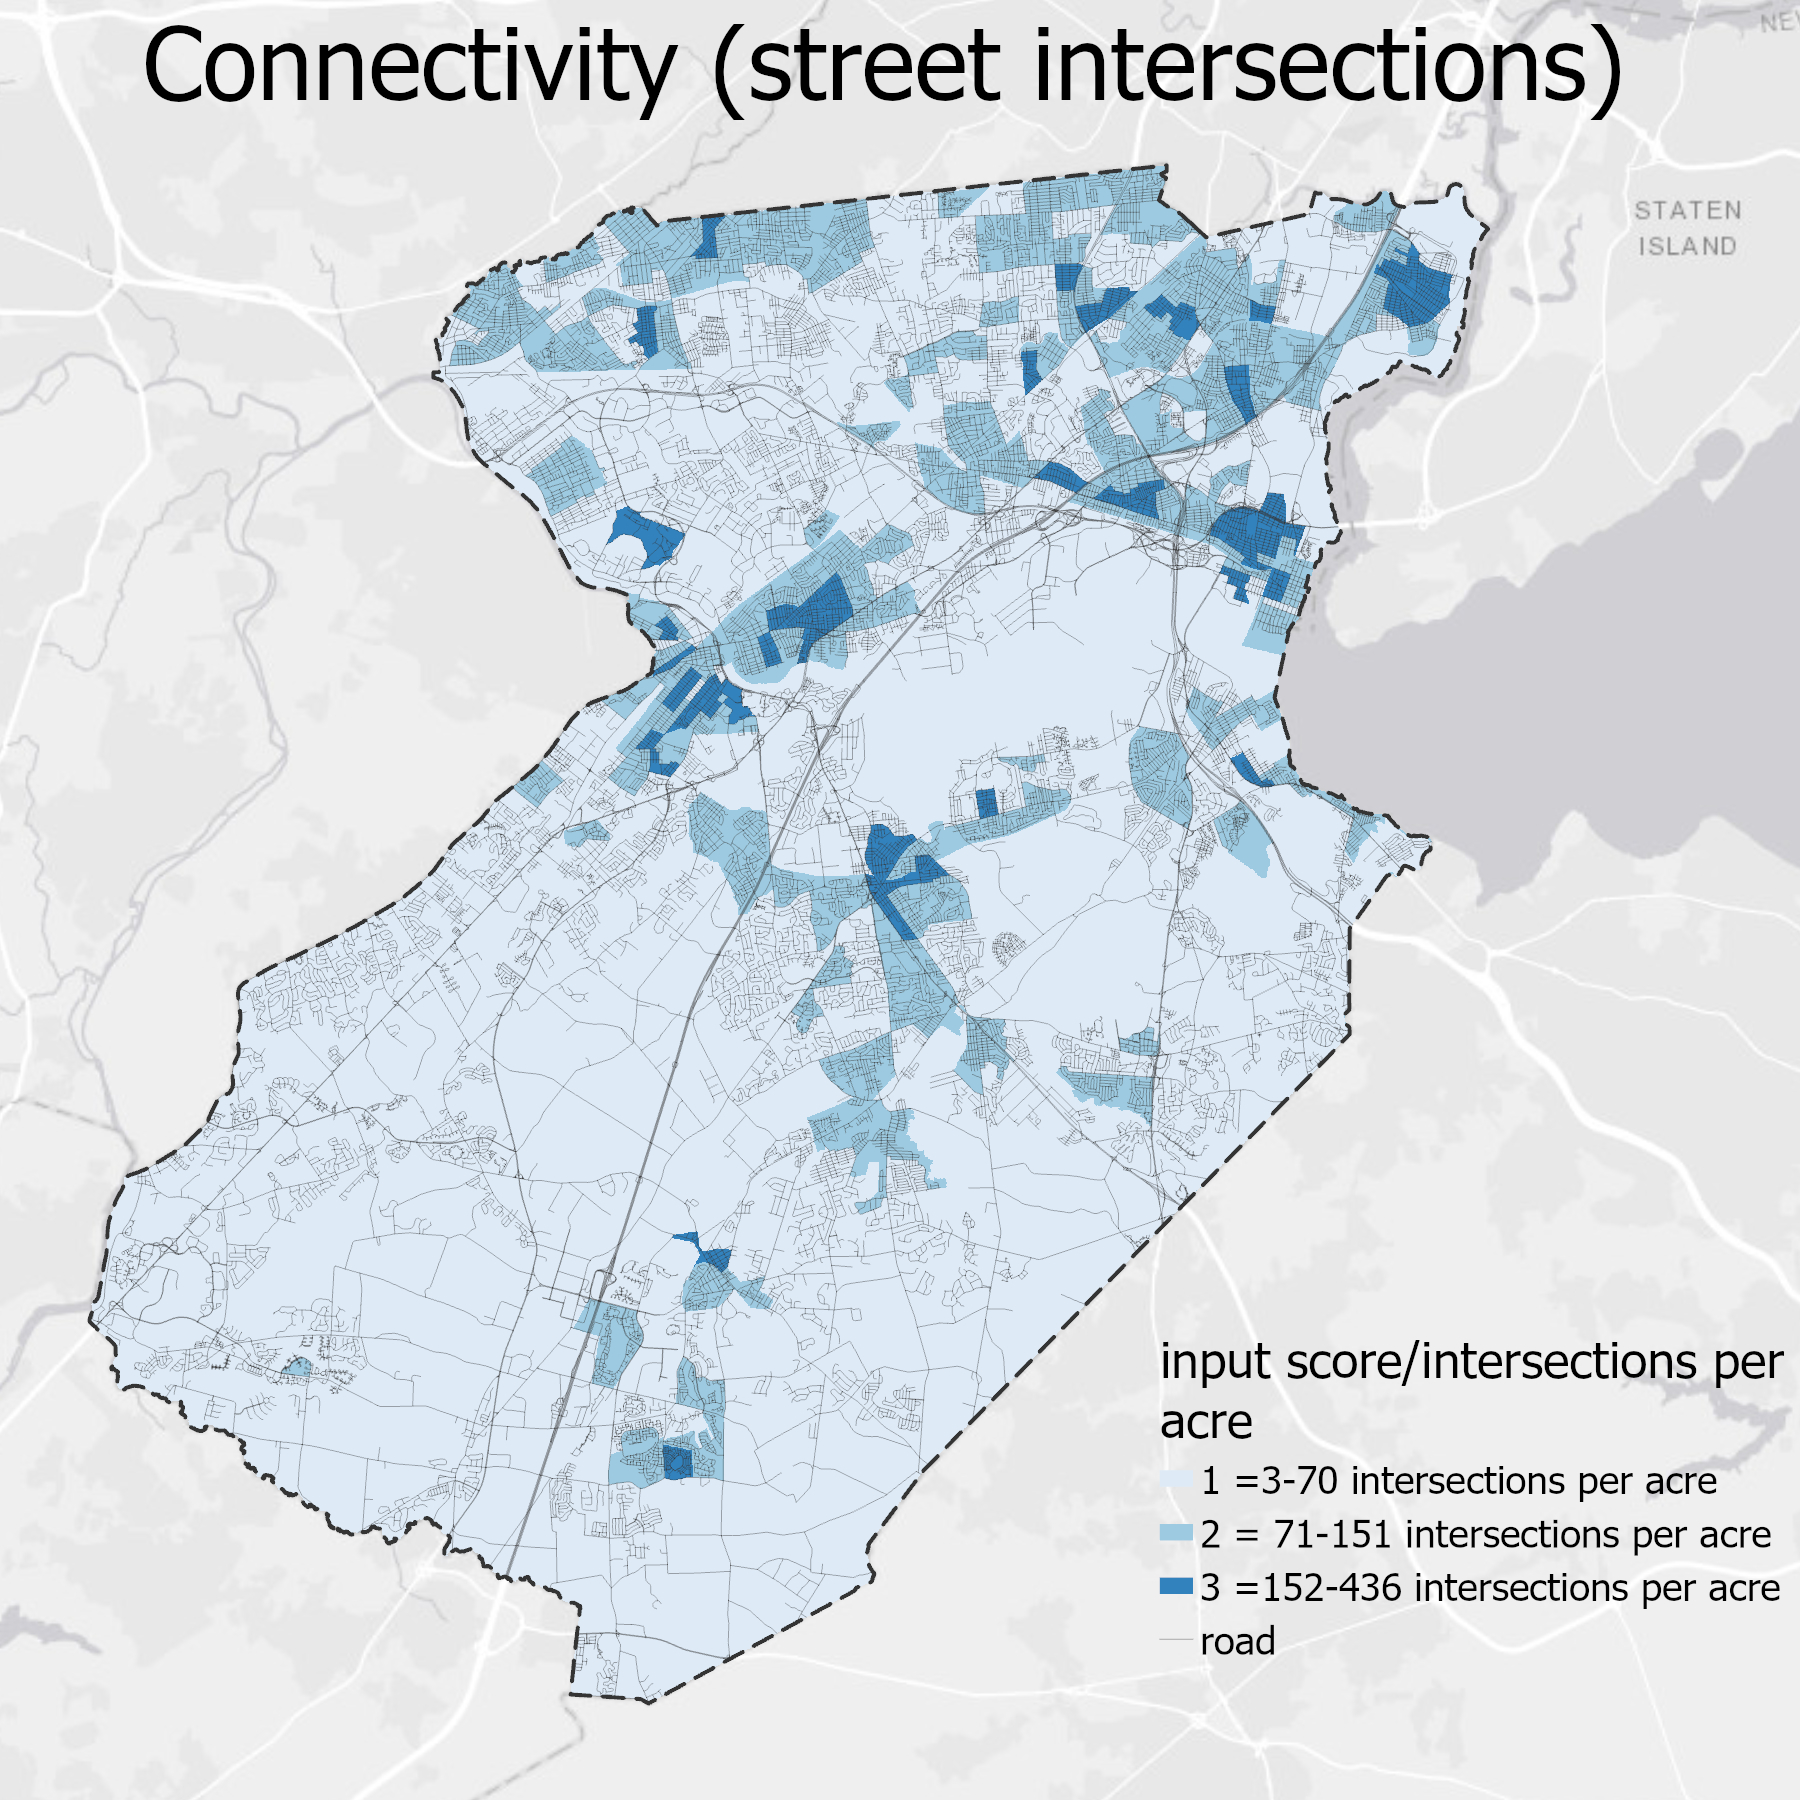 Connectivity (street intersections)
NEW
STATEN
ISLAND
input score/intersections per
acre
1 =3-70 intersections per acre
2 = 71-151 intersections per acre
3 =152-436 intersections per acre
road